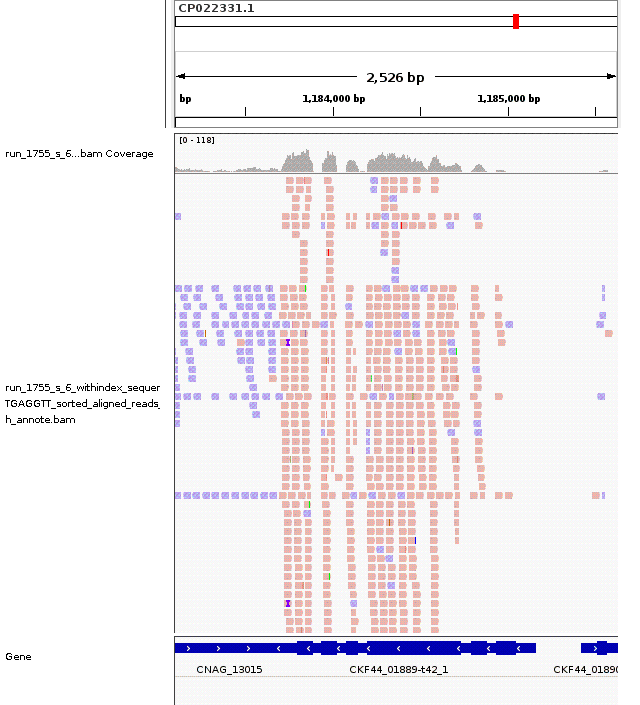 CP022331.1
2,526 bp
bp 1,184,000 bp 1,185,000 bp
[0 - 118]
run_1755_s_6...bam Coverage
run_1755_s_6_withindex_sequer
TGAGGTT_sorted_aligned_reads_
h_annote.bam
Gene
CNAG_13015 CKF44_01889-t42_1 CKF44_01890